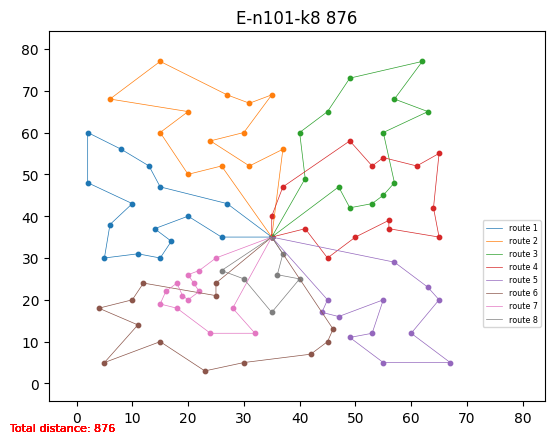 E-n101-k8 876
80
70
60
50
40
30
20
10
0
0 10 20 30 40 50 60 70 80
route 1
route 2
route 3
route 4
route 5
route 6
route 7
route 8
Total distance: 876